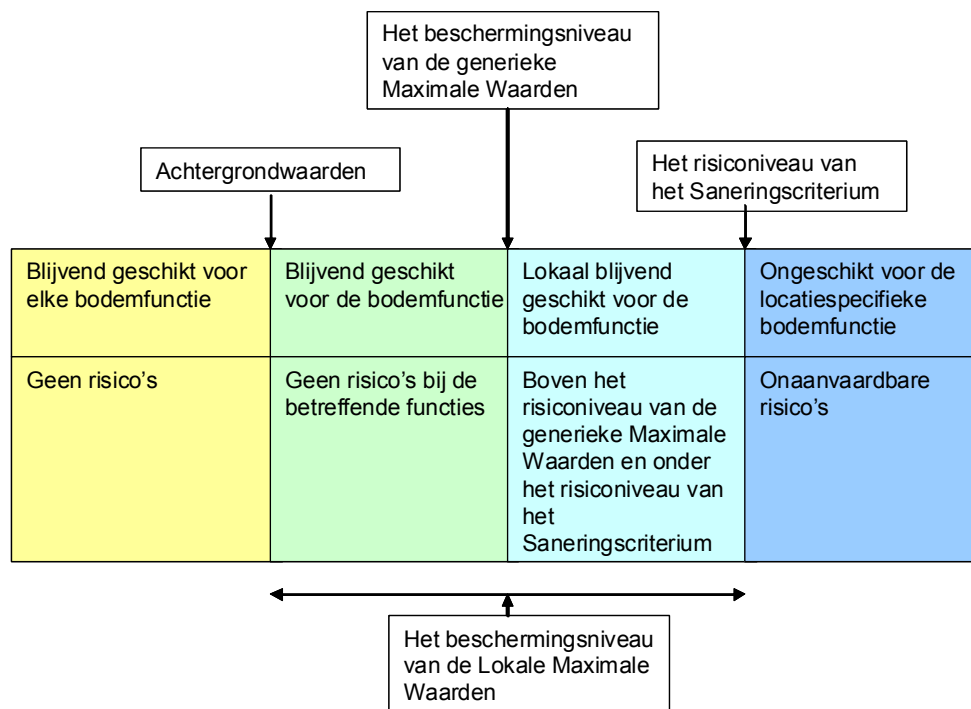 Het beschermingsniveau
van de generieke
Maximale Waarden
Achtergrondwaarden
Het risiconiveau van
het Saneringscriterium
Blijvend geschikt voor
elke bodemfunctie
Blijvend geschikt
voor de bodemfunctie
Lokaal blijvend
geschikt voor de
bodemfunctie
Ongeschikt voor de
locatiespecifieke
bodemfunctie
Geen risico's
Geen risico's bij de
betreffende functies
Boven het
risiconiveau van de
generieke Maximale
Waarden en onder
het risiconiveau van
het
Saneringscriterium
Onaanvaardbare
risico's
Het beschermingsniveau
van de Lokale Maximale
Waarden